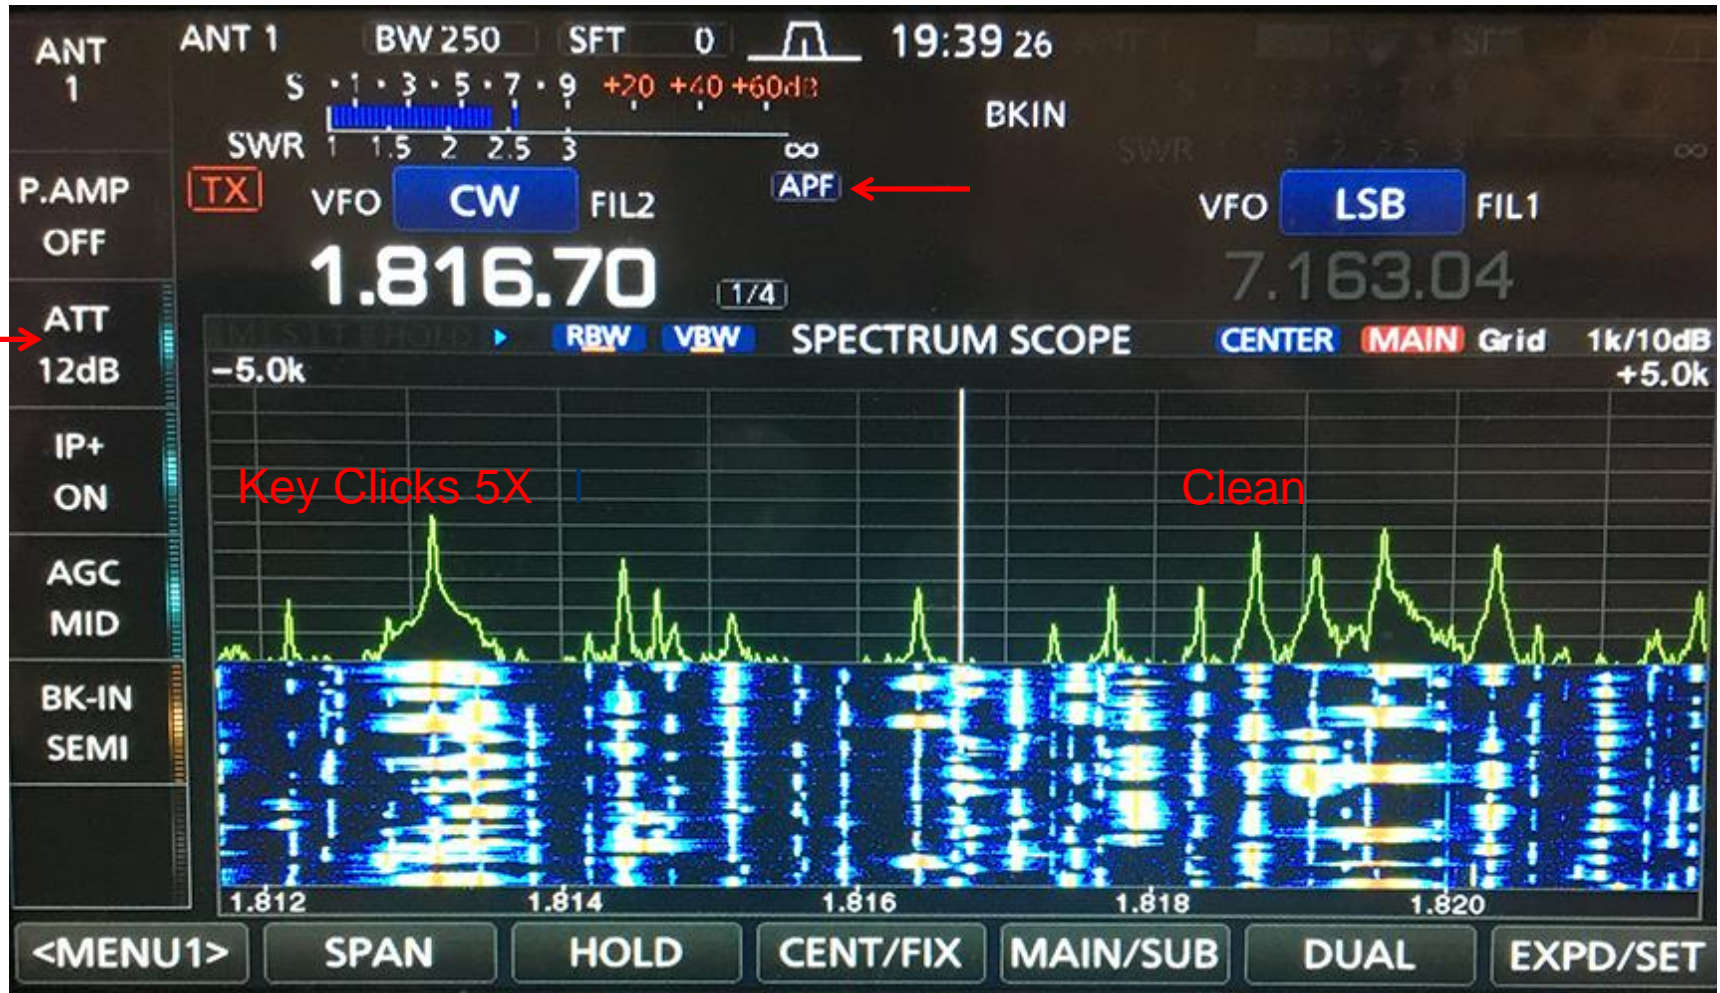 ANT
1
ANT 1 BW 250 SFT 0 19:39 26
S 1 3 5 7 9 +20 +40 +60dB
BKIN
SWR 1 1.5 2 2.5 3 ∞
P.AMP
OFF
TX VFO CW FIL2 APF VFO LSB FIL1
1.816.70 1/4 7.163.04
ATT
12dB
RBW VBW SPECTRUM SCOPE CENTER MAIN Grid 1k/10dB
-5.0k +5.0k
IP+
ON
Key Clicks 5X Clean
AGC
MID
BK-IN
SEMI
1.812 1.814 1.816 1.818 1.820
<MENU1> SPAN HOLD CENT/FIX MAIN/SUB DUAL EXPD/SET